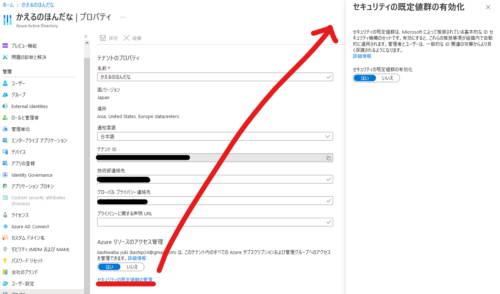 ホーム > かえるのほんだな
かえるのほんだな | プロパティ
Azure Active Directory
保存
破棄
プレビュー機能
問題の診断と解決
管理
ユーザー
グループ
External Identities
ロールと管理者
管理単位
エンタープライズ アプリケーション
デバイス
アプリの登録
Identity Governance
アプリケーション プロキシ
Custom security attributes
(Preview)
ライセンス
Azure AD Connect
カスタム ドメイン名
モビリティ (MDM および MAM)
パスワード リセット
会社のブランド
ユーザー設定
テナントのプロパティ
名前 *
かえるのほんだな
国/リージョン
Japan
場所
Asia, United States, Europe datacenters
通知言語
日本語
テナント ID
技術部連絡先
グローバル プライバシー連絡先
プライバシーに関する声明 URL
Azure リソースのアクセス管理
は、このテナント内のすべての Azure サブスクリプションおよび管理グループへのアクセス
を管理できます。詳細情報
はい
いいえ
セキュリティの既定値群の管理
セキュリティの既定値群の有効化
セキュリティの既定値群は、Microsoft によって推奨されている基本的な ID セ
キュリティ機構のセットです。有効にすると、これらの推奨事項が組織内で自動
的に適用されます。管理者とユーザーは、一般的な ID 関連の攻撃からより良
く保護されるようになります。
詳細情報
セキュリティの既定値群の有効化
はい
いいえ